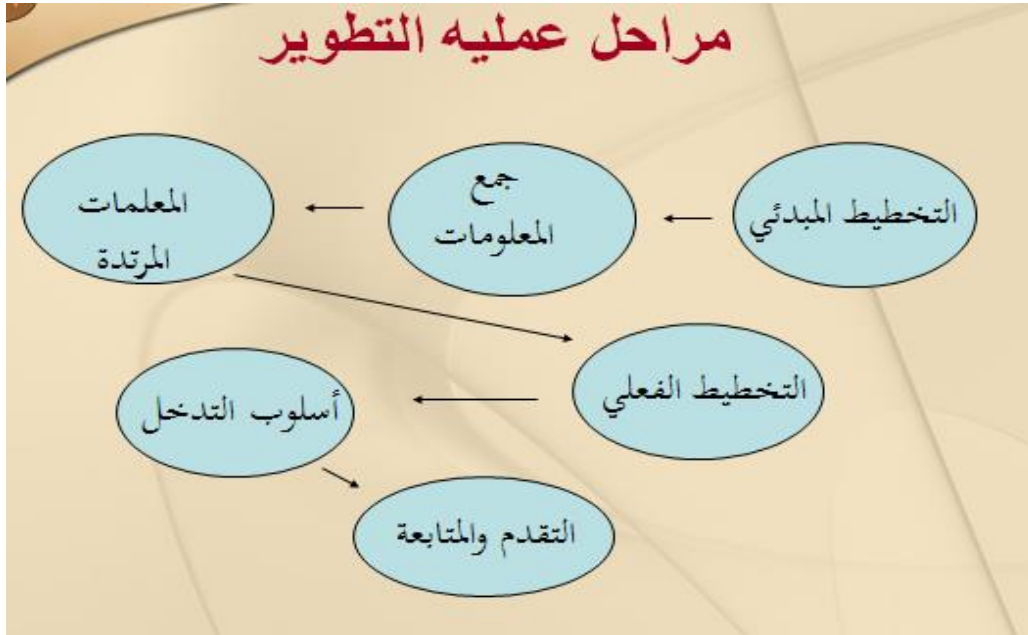 مراحل عمليه التطوير
التخطيط المبدئي
جمع
المعلومات
المعلمات
المرتدة
التخطيط الفعلي
أسلوب التدخل
التقدم والمتابعة